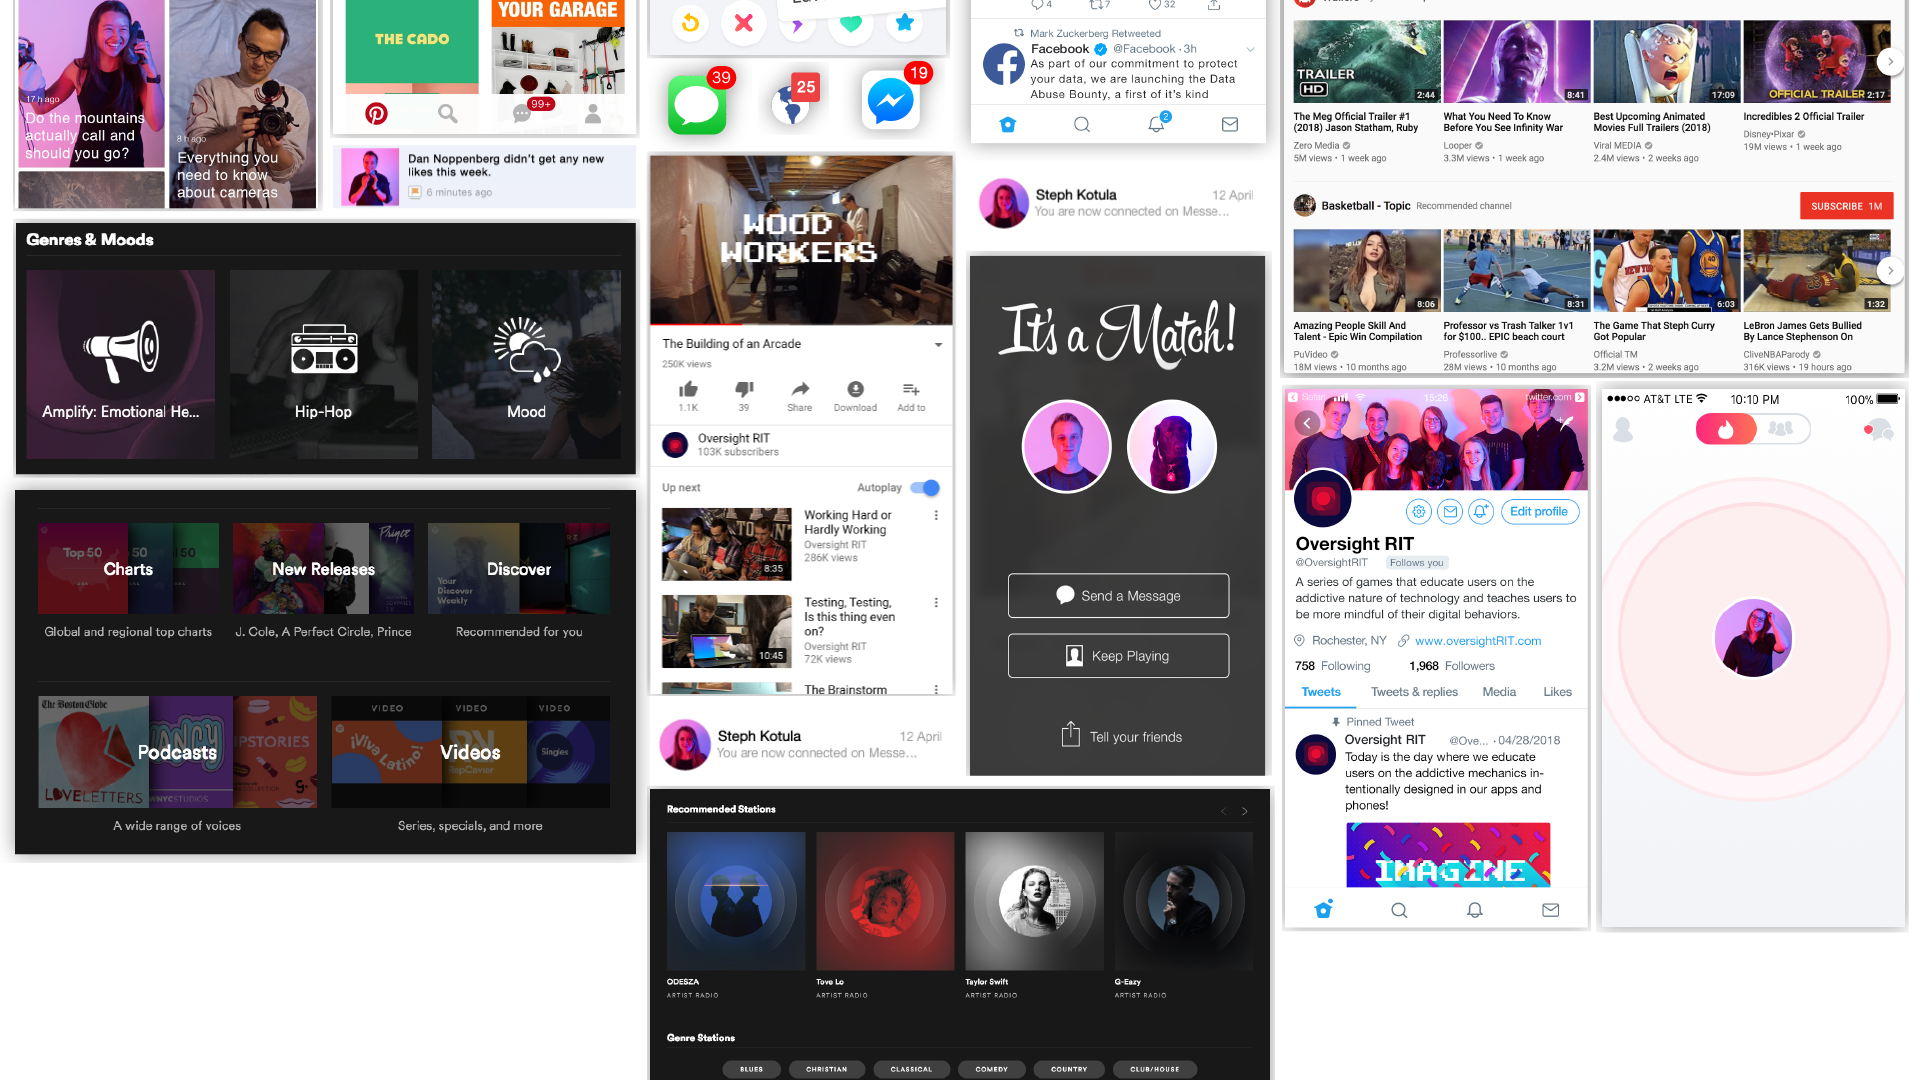 17 h ago
Do the mountains
actually call and
should you go?
8 h ago
Everything you
need to know
about cameras
THE CADO
YOUR GARAGE
99+
Dan Noppenberg didn't get any new
likes this week.
6 minutes ago
Genres & Moods
Amplify: Emotional He...
Hip-Hop
Mood
Top 50
50
al 50
Charts
Global and regional top charts
Prince
New Releases
J. Cole, A Perfect Circle, Prince
Your
Discover
Weekly
Discover
Recommended for you
The Boston Globe
LOVELETTERS
WNYCSTUDIOS
Podcasts
A wide range of voices
VIDEO
VIDEO
VIDEO
¡Viva Latino!
RapCaviar
Singles
Videos
Series, specials, and more
39
25
19
WOOD
WORKERS
The Building of an Arcade
250K views
1.1K
39
Share
Download
Add to
Oversight RIT
103K subscribers
Up next
Autoplay
Working Hard or
Hardly Working
Oversight RIT
286K views
8:35
Testing, Testing,
Is this thing even
on?
Oversight RIT
72K views
10:45
The Brainstorm
Steph Kotula
12 April
You are now connected on Messe...
4
7
32
Mark Zuckerberg Retweeted
Facebook @Facebook · 3h
As part of our commitment to protect
your data, we are launching the Data
Abuse Bounty, a first of it's kind
2
Steph Kotula
12 April
You are now connected on Messe...
It's a Match!
Send a Message
Keep Playing
Tell your friends
Recommended Stations
ODESZA
ARTIST RADIO
Tove Lo
ARTIST RADIO
Taylor Swift
ARTIST RADIO
G-Eazy
ARTIST RADIO
Genre Stations
BLUES
CHRISTIAN
CLASSICAL
COMEDY
COUNTRY
CLUB/HOUSE
TRAILER
HD
2:44
The Meg Official Trailer #1
(2018) Jason Statham, Ruby
Zero Media
5M views • 1 week ago
8:41
What You Need To Know
Before You See Infinity War
Looper
3.3M views • 1 week ago
17:09
Best Upcoming Animated
Movies Full Trailers (2018)
Viral MEDIA
2.4M views • 2 weeks ago
OFFICIAL TRAILER
2:17
Incredibles 2 Official Trailer
Disney•Pixar
19M views • 1 week ago
Basketball - Topic
Recommended channel
SUBSCRIBE 1M
8:06
Amazing People Skill And
Talent - Epic Win Compilation
PuVideo
18M views • 10 months ago
8:31
Professor vs Trash Talker 1v1
for $100.. EPIC beach court
Professorlive
28M views • 10 months ago
6:03
The Game That Steph Curry
Got Popular
Official TM
3.2M views • 2 weeks ago
1:32
LeBron James Gets Bullied
By Lance Stephenson On
CliveNBAParody
316K views • 19 hours ago
Safari
15:26
twitter.com
Edit profile
Oversight RIT
@OversightRIT
Follows you
A series of games that educate users on the
addictive nature of technology and teaches users to
be more mindful of their digital behaviors.
Rochester, NY
www.oversightRIT.com
758 Following
1,968 Followers
Tweets
Tweets & replies
Media
Likes
Pinned Tweet
Oversight RIT @Ove... · 04/28/2018
Today is the day where we educate
users on the addictive mechanics in-
tentionally designed in our apps and
phones!
IMAGINE
AT&T LTE
10:10 PM
100%